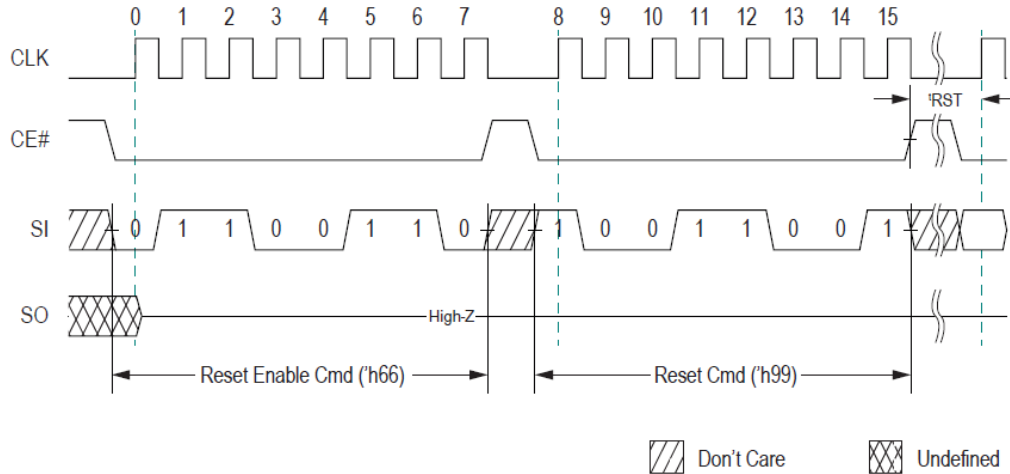 0 1 2 3 4 5 6 7 8 9 10 11 12 13 14 15
CLK
tRST
CE#
SI 0 1 1 0 0 1 1 0 1 0 0 1 1 0 0 1
SO
High-Z
Reset Enable Cmd ('h66) Reset Cmd ('h99)
Don't Care Undefined